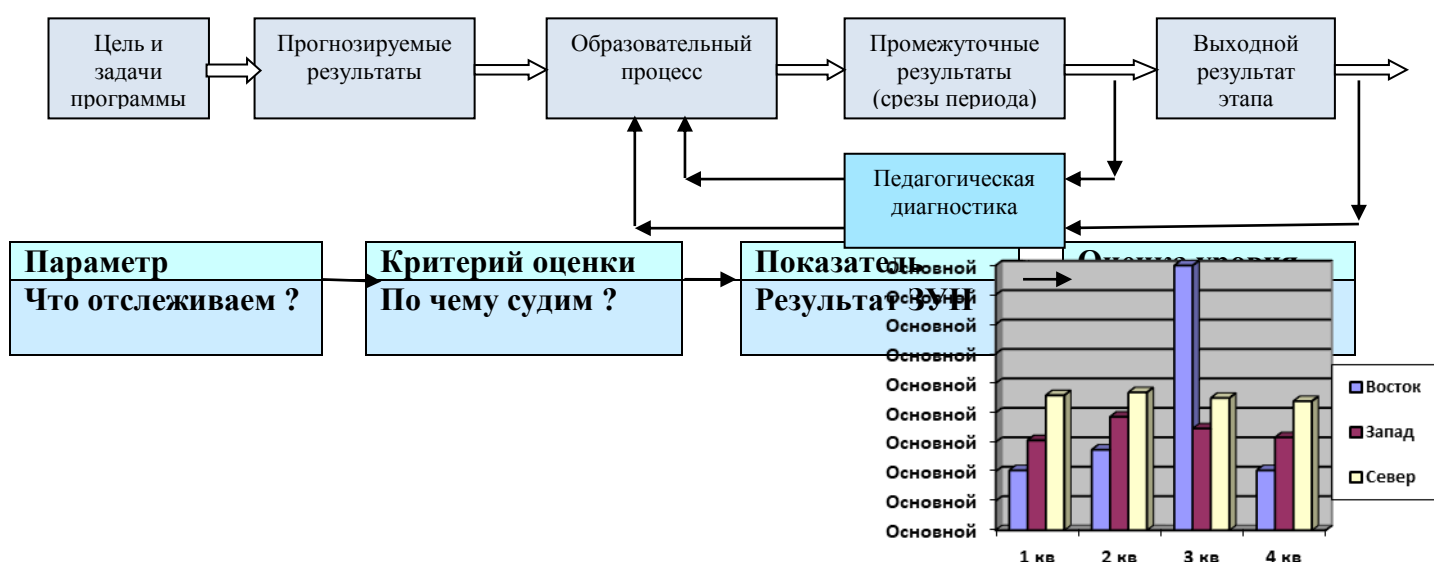 Цель и
задачи
программы
Прогнозируемые
результаты
Образовательный
процесс
Промежуточные
результаты
(срезы периода)
Выходной
результат
этапа
Педагогическая
диагностика
Параметр
Что отслеживаем ?
Критерий оценки
По чему судим ?
Показатель
Результат ЗУН
Оценка уровня
Основной
Основной
Основной
Основной
Основной
Основной
Основной
Основной
Основной
Основной
1 кв
2 кв
3 кв
4 кв
Восток
Запад
Север